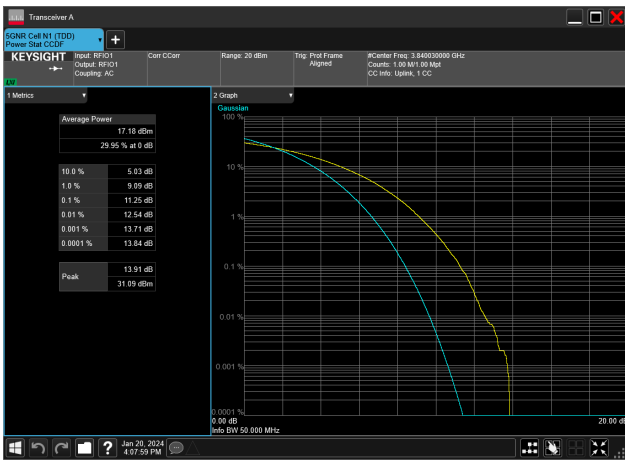 Transceiver A
5GNR Cell N1 (TDD)
Power Stat CCDF
KEYSIGHT
Input: RFIO1
Output: RFIO1
Coupling: AC
Corr CCorr
Range: 20 dBm
Trig: Prot Frame
Aligned
#Center Freq: 3.840030000 GHz
Counts: 1.00 M/1.00 Mpt
CC Info: Uplink, 1 CC
1 Metrics
Average Power
17.18 dBm
29.95 % at 0 dB
10.0 % 5.03 dB
1.0 % 9.09 dB
0.1 % 11.25 dB
0.01 % 12.54 dB
0.001 % 13.71 dB
0.0001 % 13.84 dB
Peak 13.91 dB
31.09 dBm
2 Graph
Gaussian
100 %
10 %
1 %
0.1 %
0.01 %
0.001 %
0.0001 %
0.00 dB 20.00 dB
Info BW 50.000 MHz
Jan 20, 2024
4:07:59 PM